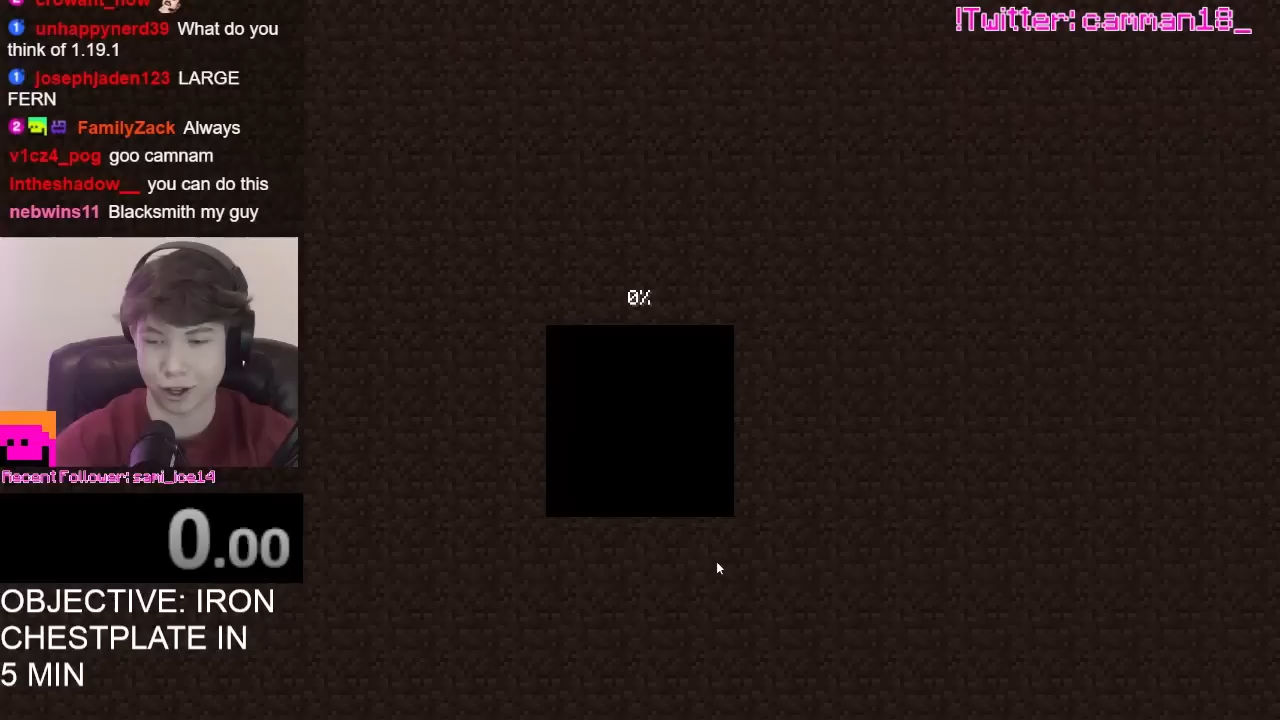 !Twitter: camman18_
unhappynerd39 What do you
think of 1.19.1
josephjaden123 LARGE
FERN
FamilyZack Always
v1cz4_pog goo camnam
Intheshadow__ you can do this
nebwins11 Blacksmith my guy
0%
Recent Follower: sami_ice14
0.00
OBJECTIVE: IRON
CHESTPLATE IN
5 MIN